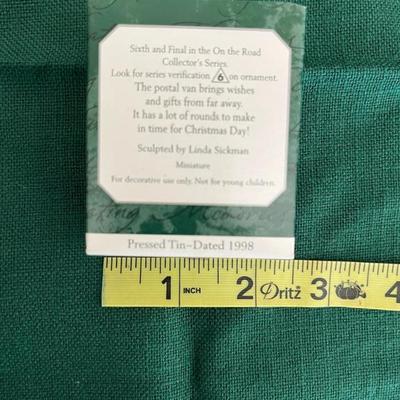 Sixth and Final in the On the Road
Collector's Series.
Look for series verification 6 on ornament.
The postal van brings wishes
and gifts from far away.
It has a lot of rounds to make
in time for Christmas Day!
Sculpted by Linda Sickman
Miniature
For decorative use only. Not for young children.
Memories
Pressed Tin–Dated 1998
1 INCH 2 Dritz 3 4